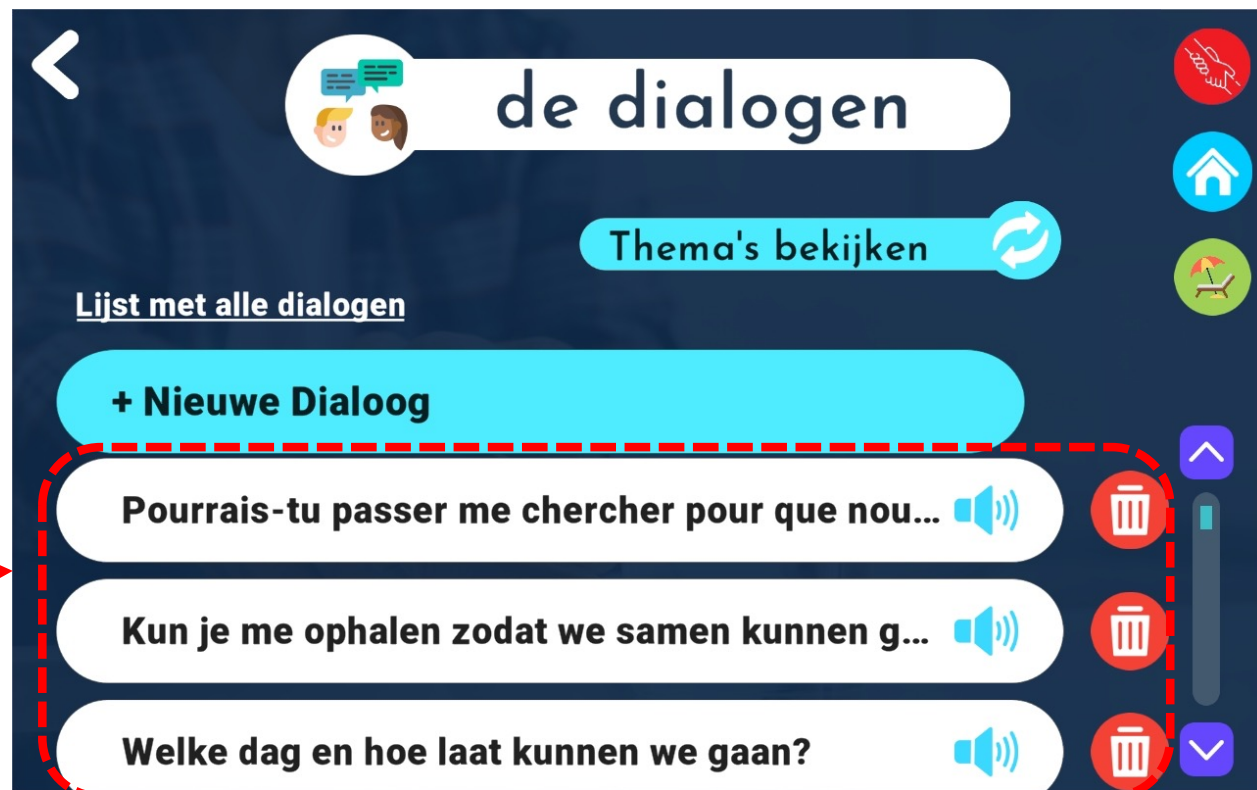 de dialogen
Thema's bekijken
Lijst met alle dialogen
+ Nieuwe Dialoog
Pourrais-tu passer me chercher pour que nou...
Kun je me ophalen zodat we samen kunnen g...
Welke dag en hoe laat kunnen we gaan?